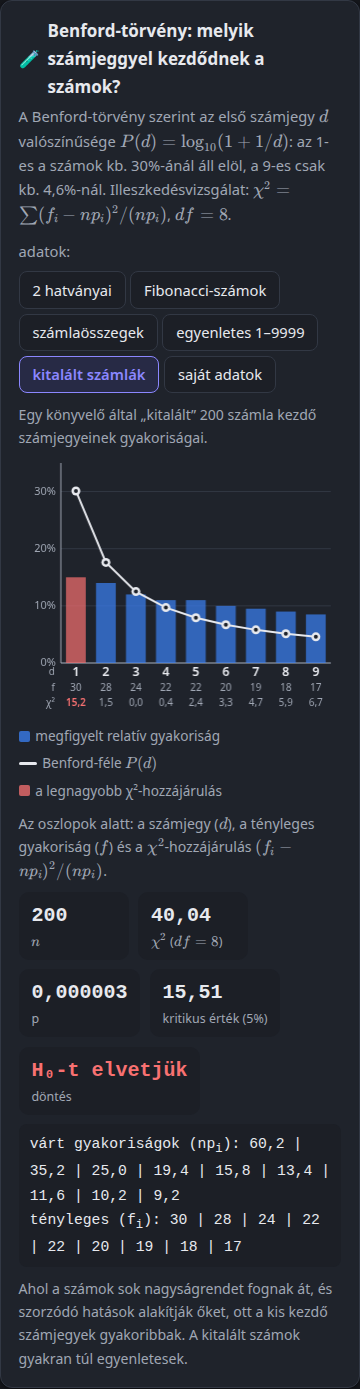 🧪 Benford-törvény: melyik
számjeggyel kezdődnek a
számok?
A Benford-törvény szerint az első számjegy d
valószínűsége P(d) = log₁₀(1 + 1/d): az 1-
es a számok kb. 30%-ánál áll elöl, a 9-es csak
kb. 4,6%-nál. Illeszkedésvizsgálat: χ² =
∑(fᵢ − npᵢ)²/(npᵢ), df = 8.
adatok:
2 hatványai
Fibonacci-számok
számlaösszegek
egyenletes 1–9999
kitalált számlák
saját adatok
Egy könyvelő által „kitalált” 200 számla kezdő
számjegyeinek gyakoriságai.
30%
20%
10%
0%
d 1 2 3 4 5 6 7 8 9
f 30 28 24 22 22 20 19 18 17
χ² 15,2 1,5 0,0 0,4 2,4 3,3 4,7 5,9 6,7
megfigyelt relatív gyakoriság
Benford-féle P(d)
a legnagyobb χ²-hozzájárulás
Az oszlopok alatt: a számjegy (d), a tényleges
gyakoriság (f) és a χ²-hozzájárulás (fᵢ −
npᵢ)²/(npᵢ).
200
n
40,04
χ² (df = 8)
0,000003
p
15,51
kritikus érték (5%)
H₀-t elvetjük
döntés
várt gyakoriságok (npᵢ): 60,2 |
35,2 | 25,0 | 19,4 | 15,8 | 13,4 |
11,6 | 10,2 | 9,2
tényleges (fᵢ): 30 | 28 | 24 | 22
| 22 | 20 | 19 | 18 | 17
Ahol a számok sok nagyságrendet fognak át, és
szorzódó hatások alakítják őket, ott a kis kezdő
számjegyek gyakoribbak. A kitalált számok
gyakran túl egyenletesek.